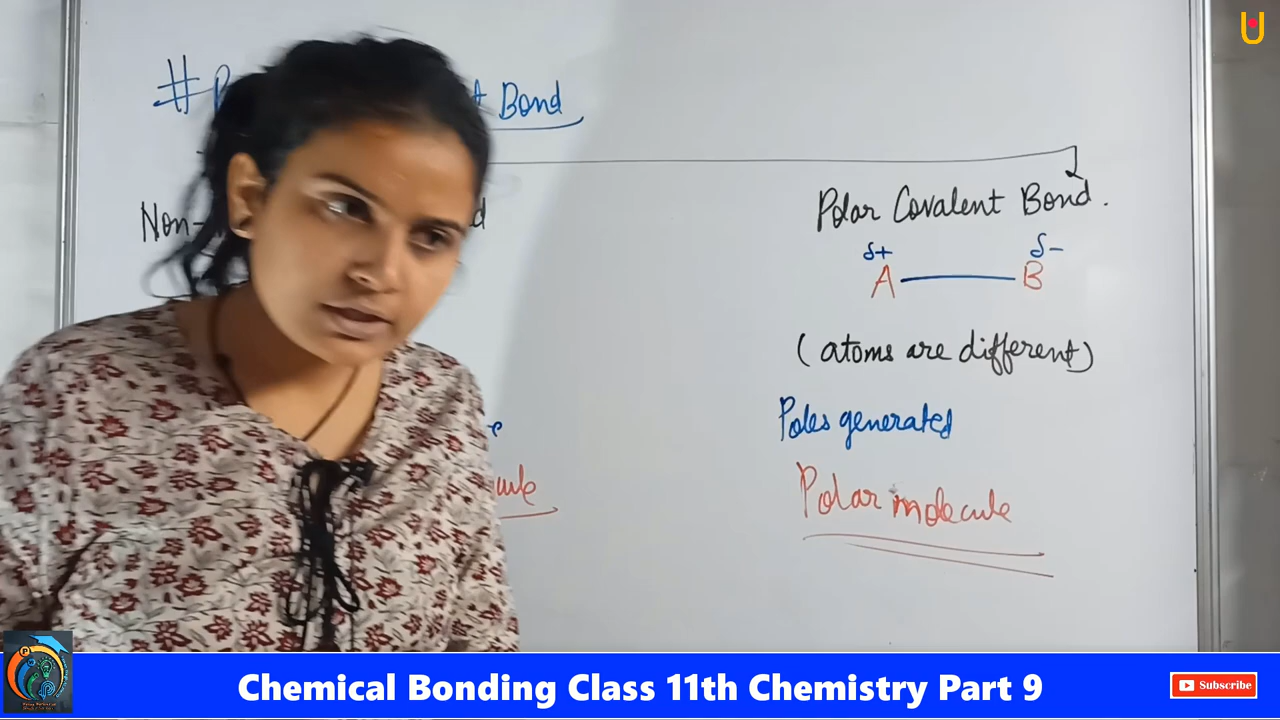 # Bond
Non-
Polar Covalent Bond.
δ+ δ-
A B
(atoms are different)
Poles generated
Polar molecule
Chemical Bonding Class 11th Chemistry Part 9
Subscribe